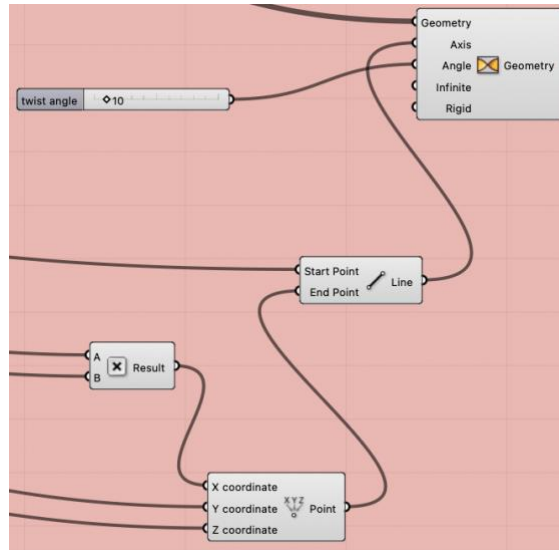 Geometry
Axis
Angle
Geometry
Infinite
Rigid
twist angle
10
Start Point
End Point
Line
A
B
Result
X coordinate
Y coordinate
Z coordinate
XYZ
Point